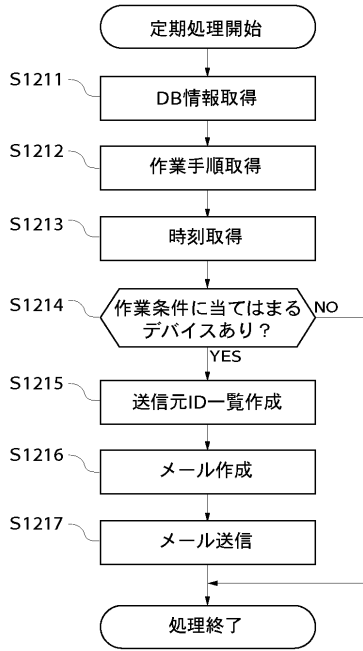 定期処理開始
S1211
DB情報取得
S1212
作業手順取得
S1213
時刻取得
S1214
作業条件に当てはまる
デバイスあり？
NO
YES
S1215
送信元ID一覧作成
S1216
メール作成
S1217
メール送信
処理終了